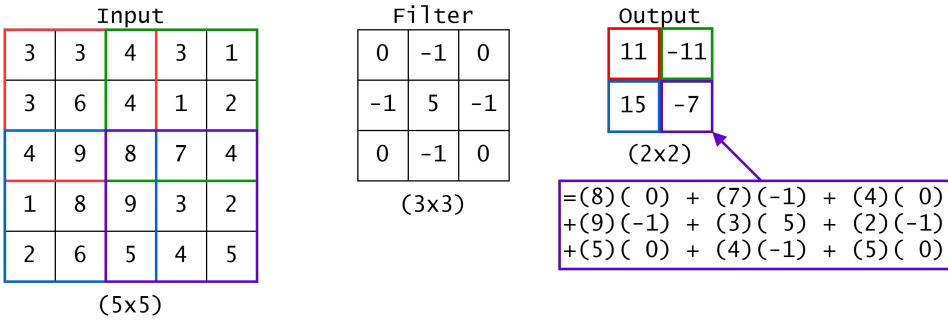 Input
3 3 4 3 1
3 6 4 1 2
4 9 8 7 4
1 8 9 3 2
2 6 5 4 5
(5x5)
Filter
0 -1 0
-1 5 -1
0 -1 0
(3x3)
Output
11 -11
15 -7
(2x2)
=(8)( 0) + (7)(-1) + (4)( 0)
+(9)(-1) + (3)( 5) + (2)(-1)
+(5)( 0) + (4)(-1) + (5)( 0)